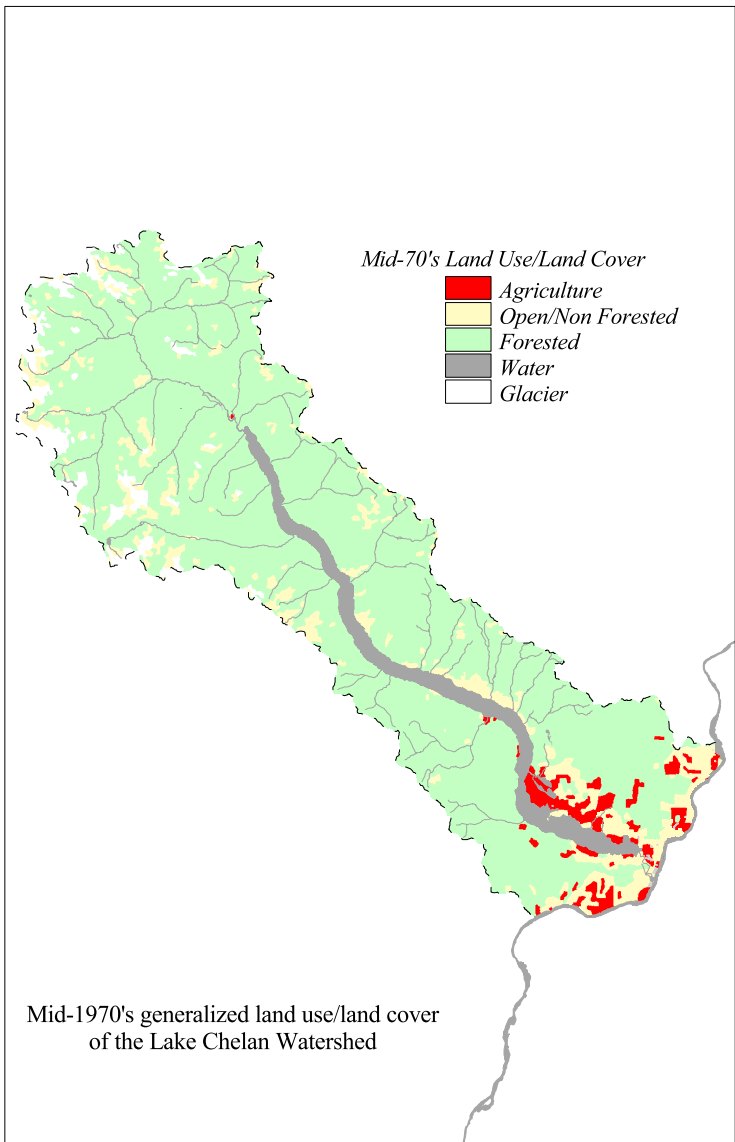 Mid-70's Land Use/Land Cover
Agriculture
Open/Non Forested
Forested
Water
Glacier
Mid-1970's generalized land use/land cover
of the Lake Chelan Watershed